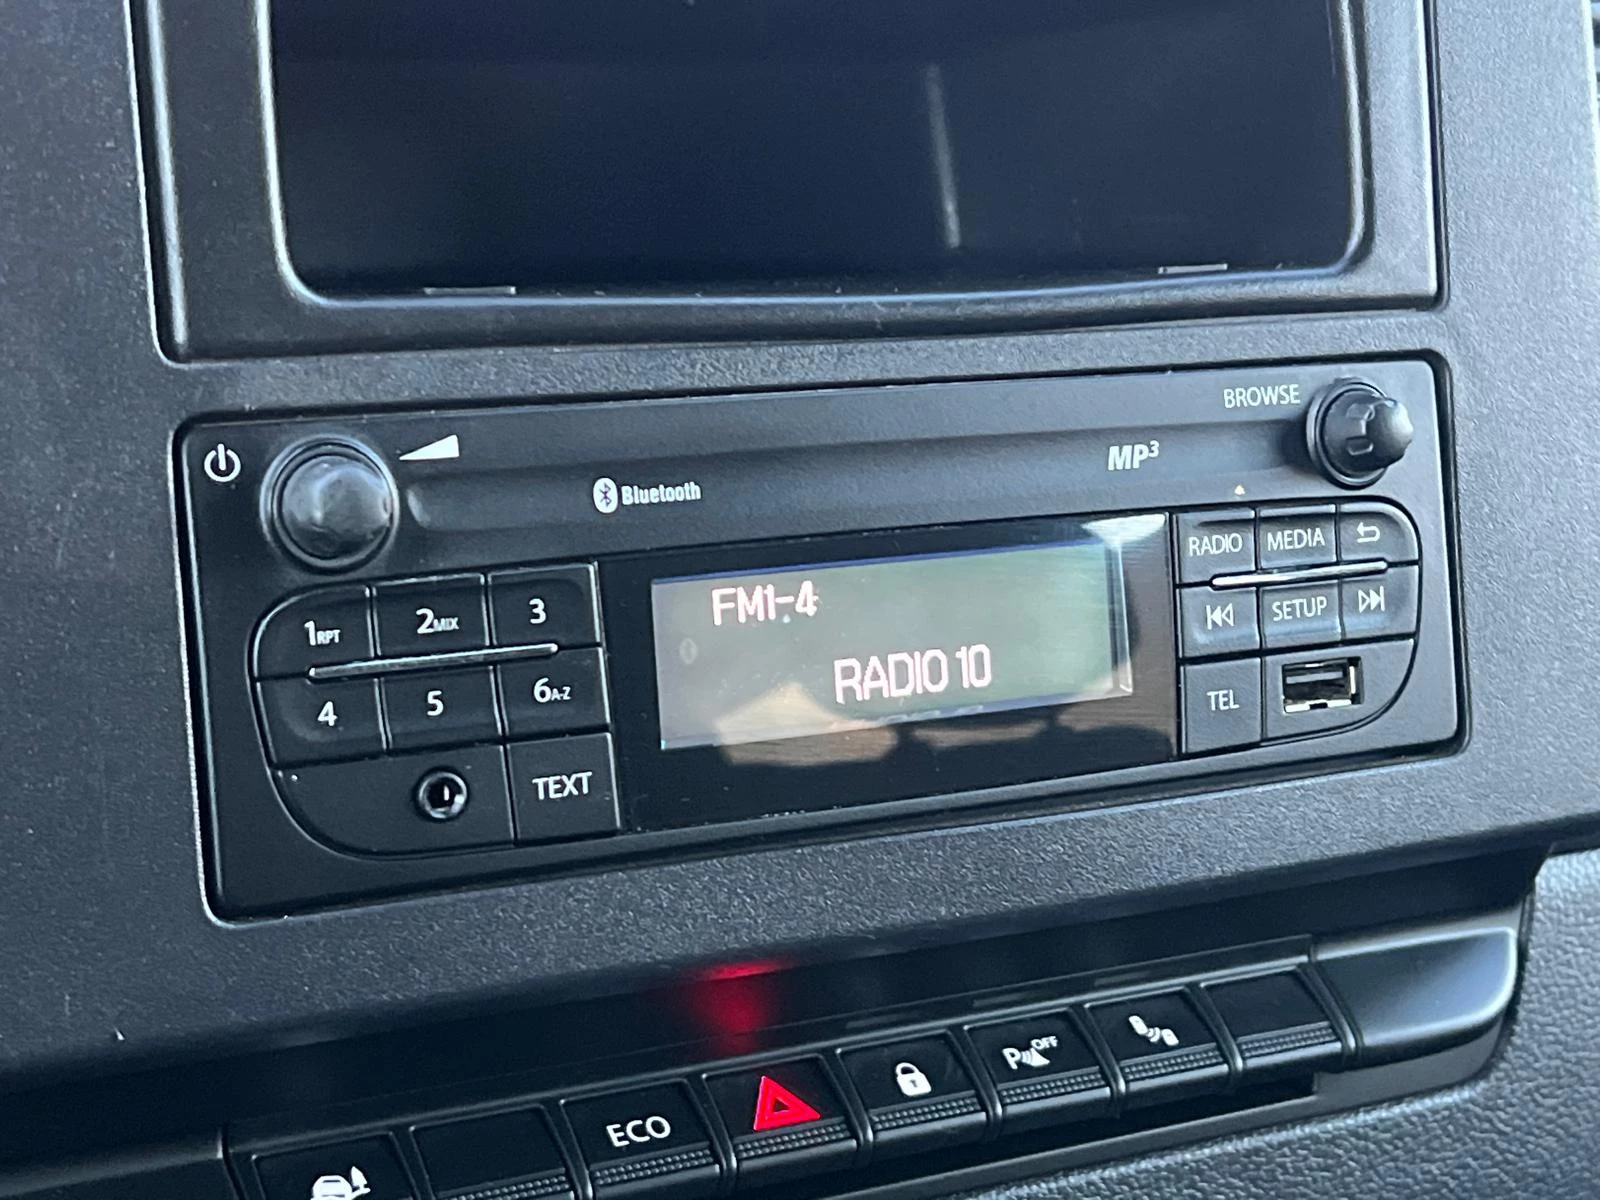 BROWSE
MP3
Bluetooth
RADIO MEDIA
FM1-4
1RPT 2MIX 3
SETUP
RADIO 10
4 5 6A-Z
TEL
TEXT
P OFF
ECO